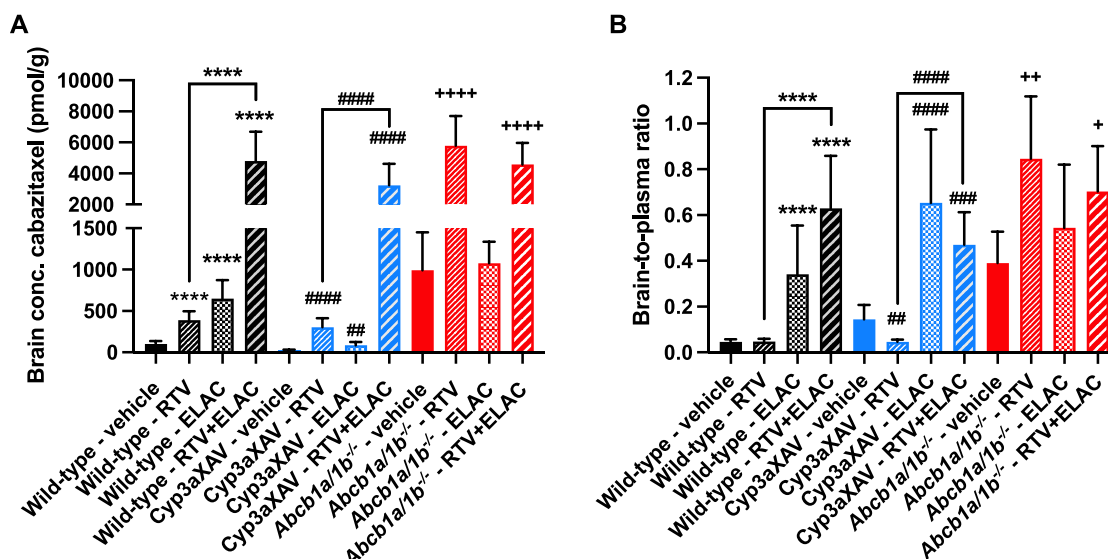 A
Brain conc. cabazitaxel (pmol/g)
10000
8000
6000
4000
2000
1500
1000
500
0
****
****
****
****
####
####
####
##
++++
++++
Wild-type - vehicle
Wild-type - RTV
Wild-type - ELAC
Wild-type - RTV+ELAC
Cyp3aXAV - vehicle
Cyp3aXAV - RTV
Cyp3aXAV - ELAC
Cyp3aXAV - RTV+ELAC
Abcb1a/1b-/- - vehicle
Abcb1a/1b-/- - RTV
Abcb1a/1b-/- - ELAC
Abcb1a/1b-/- - RTV+ELAC
B
Brain-to-plasma ratio
1.2
1.0
0.8
0.6
0.4
0.2
0.0
****
****
****
####
####
##
###
++
+
Wild-type - vehicle
Wild-type - RTV
Wild-type - ELAC
Wild-type - RTV+ELAC
Cyp3aXAV - vehicle
Cyp3aXAV - RTV
Cyp3aXAV - ELAC
Cyp3aXAV - RTV+ELAC
Abcb1a/1b-/- - vehicle
Abcb1a/1b-/- - RTV
Abcb1a/1b-/- - ELAC
Abcb1a/1b-/- - RTV+ELAC